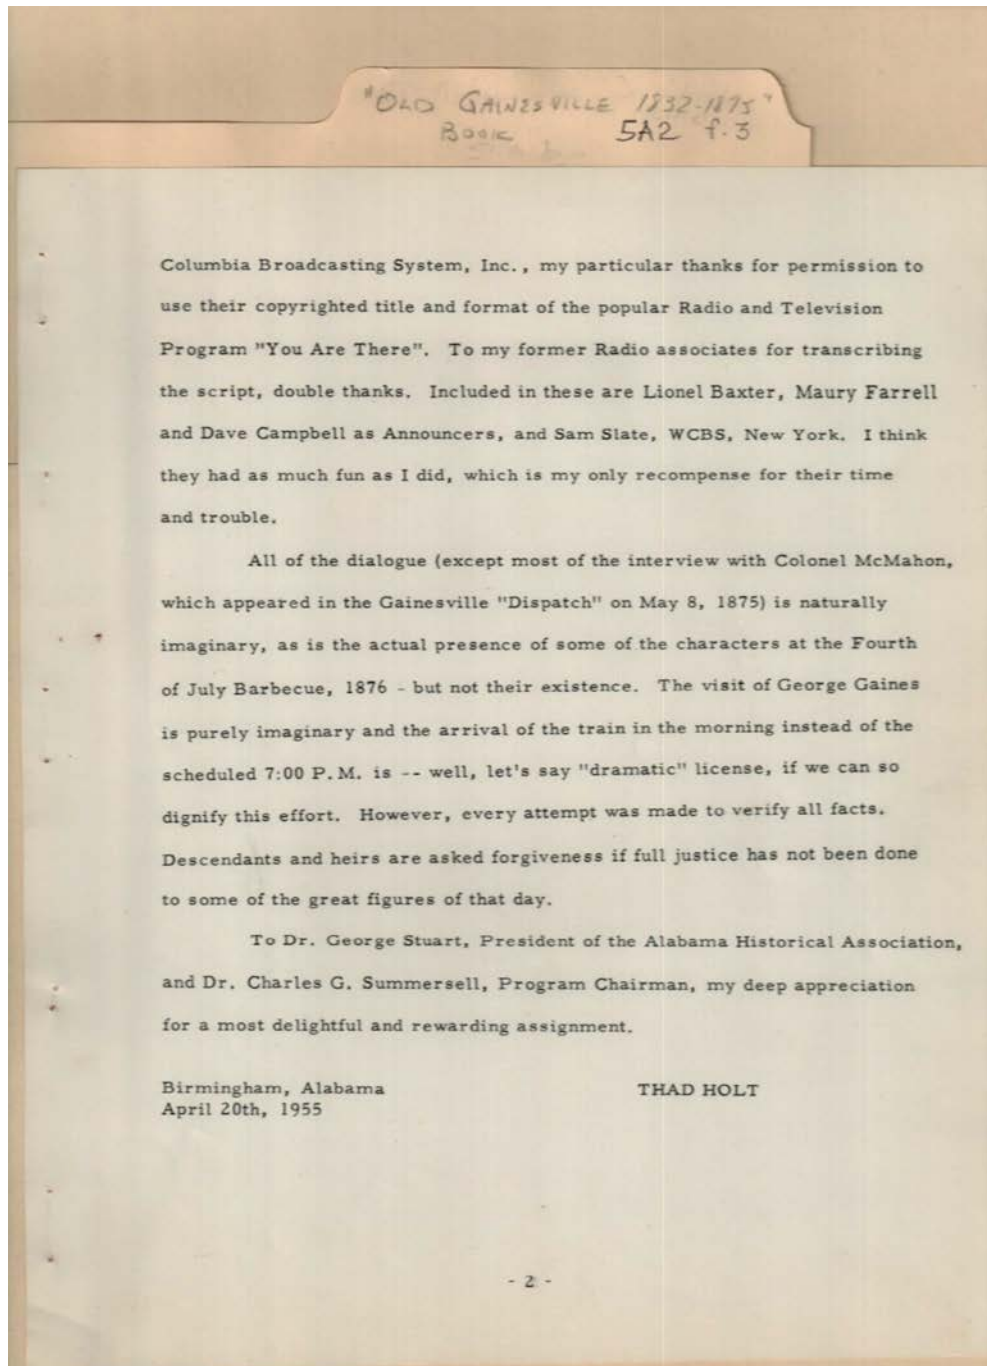 "OLD GAINESVILLE 1832-1875"
BOOK 5A2 f.3
Columbia Broadcasting System, Inc., my particular thanks for permission to
use their copyrighted title and format of the popular Radio and Television
Program "You Are There". To my former Radio associates for transcribing
the script, double thanks. Included in these are Lionel Baxter, Maury Farrell
and Dave Campbell as Announcers, and Sam Slate, WCBS, New York. I think
they had as much fun as I did, which is my only recompense for their time
and trouble.
All of the dialogue (except most of the interview with Colonel McMahon,
which appeared in the Gainesville "Dispatch" on May 8, 1875) is naturally
imaginary, as is the actual presence of some of the characters at the Fourth
of July Barbecue, 1876 - but not their existence. The visit of George Gaines
is purely imaginary and the arrival of the train in the morning instead of the
scheduled 7:00 P.M. is -- well, let's say "dramatic" license, if we can so
dignify this effort. However, every attempt was made to verify all facts.
Descendants and heirs are asked forgiveness if full justice has not been done
to some of the great figures of that day.
To Dr. George Stuart, President of the Alabama Historical Association,
and Dr. Charles G. Summersell, Program Chairman, my deep appreciation
for a most delightful and rewarding assignment.
Birmingham, Alabama THAD HOLT
April 20th, 1955
- 2 -